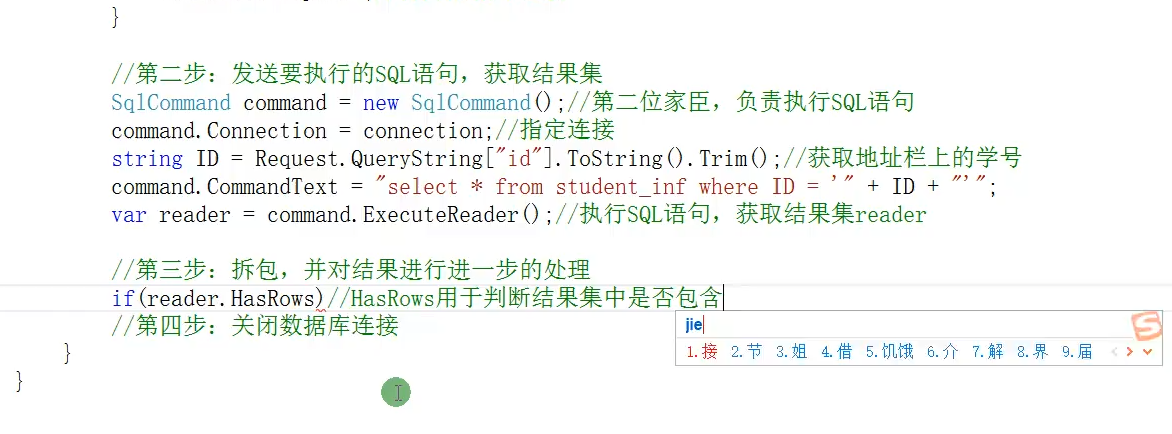 }
//第二步：发送要执行的SQL语句，获取结果集
SqlCommand command = new SqlCommand();//第二位家臣，负责执行SQL语句
command.Connection = connection;//指定连接
string ID = Request.QueryString["id"].ToString().Trim();//获取地址栏上的学号
command.CommandText = "select * from student_inf where ID = '" + ID + "'";
var reader = command.ExecuteReader();//执行SQL语句，获取结果集reader
//第三步：拆包，并对结果进行进一步的处理
if(reader.HasRows)//HasRows用于判断结果集中是否包含
//第四步：关闭数据库连接
jie
1.接 2.节 3.姐 4.借 5.饥饿 6.介 7.解 8.界 9.届
}
}